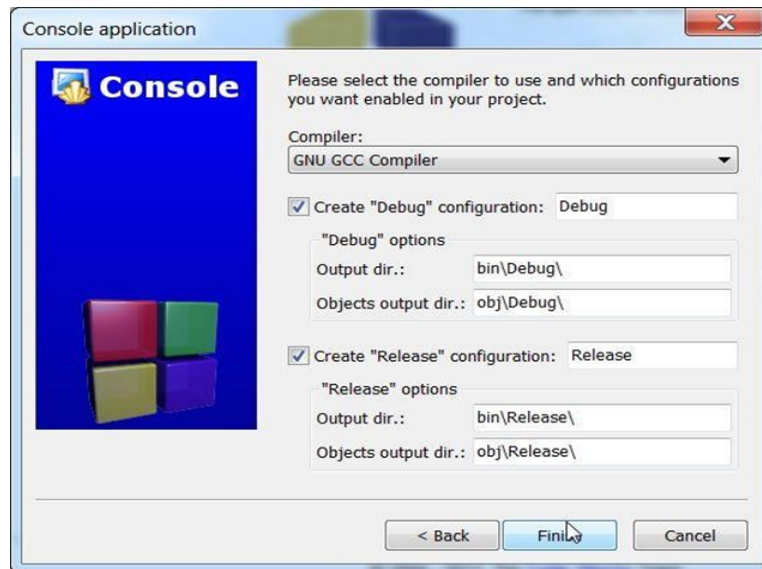 Console application
Console
Please select the compiler to use and which configurations
you want enabled in your project.
Compiler:
GNU GCC Compiler
Create "Debug" configuration: Debug
"Debug" options
Output dir.: bin\Debug\
Objects output dir.: obj\Debug\
Create "Release" configuration: Release
"Release" options
Output dir.: bin\Release\
Objects output dir.: obj\Release\
< Back Finish Cancel